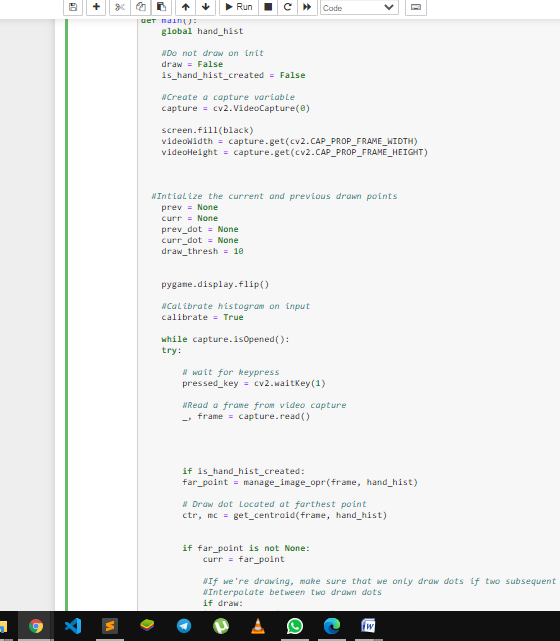 Run
Code
def main():
global hand_hist
#Do not draw on init
draw = False
is_hand_hist_created = False
#Create a capture variable
capture = cv2.VideoCapture(0)
screen.fill(black)
videoWidth = capture.get(cv2.CAP_PROP_FRAME_WIDTH)
videoHeight = capture.get(cv2.CAP_PROP_FRAME_HEIGHT)
#Intialize the current and previous drawn points
prev = None
curr = None
prev_dot = None
curr_dot = None
draw_thresh = 10
pygame.display.flip()
#Calibrate histogram on input
calibrate = True
while capture.isOpened():
try:
# wait for keypress
pressed_key = cv2.waitKey(1)
#Read a frame from video capture
_, frame = capture.read()
if is_hand_hist_created:
far_point = manage_image_opr(frame, hand_hist)
# Draw dot located at farthest point
ctr, mc = get_centroid(frame, hand_hist)
if far_point is not None:
curr = far_point
#If we're drawing, make sure that we only draw dots if two subsequent
#Interpolate between two drawn dots
if draw: